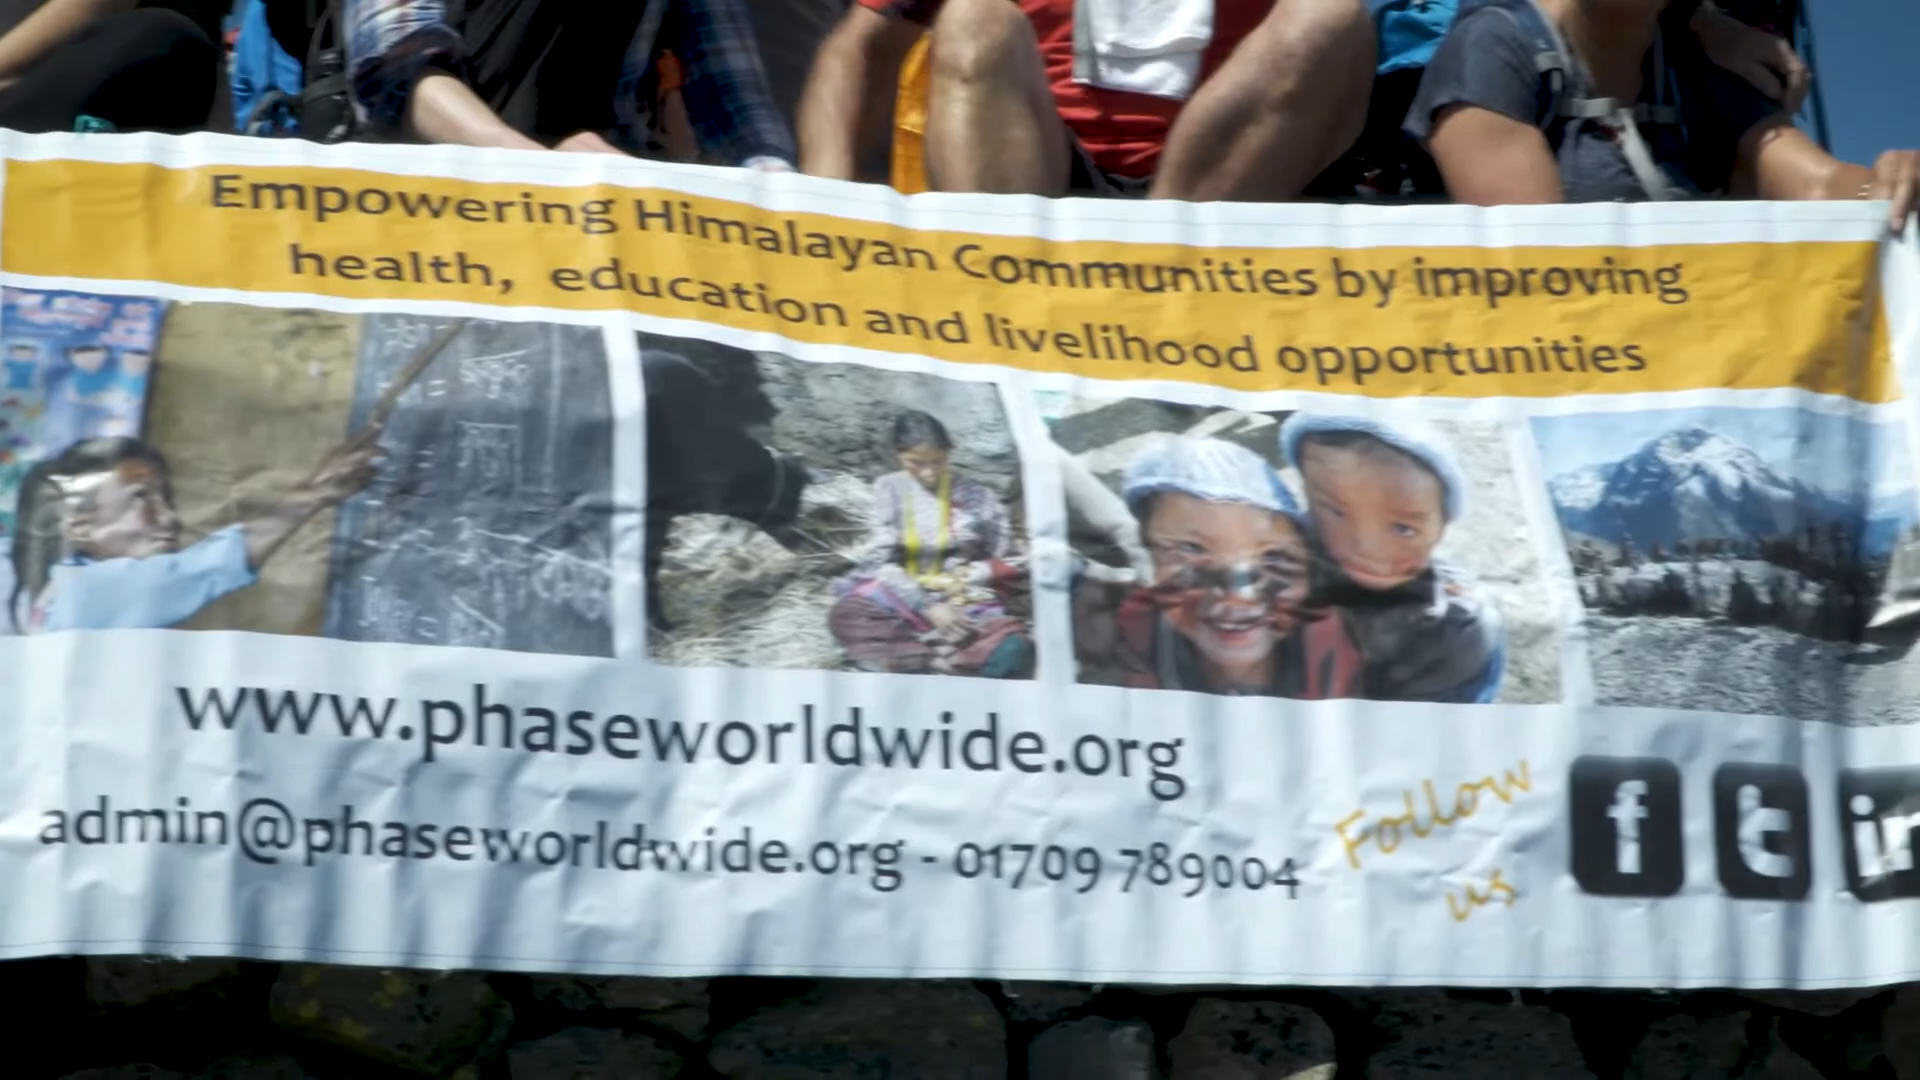 Empowering Himalayan Communities by improving
health, education and livelihood opportunities
www.phaseworldwide.org
admin@phaseworldwide.org - 01709 789004
Follow
us
f t in